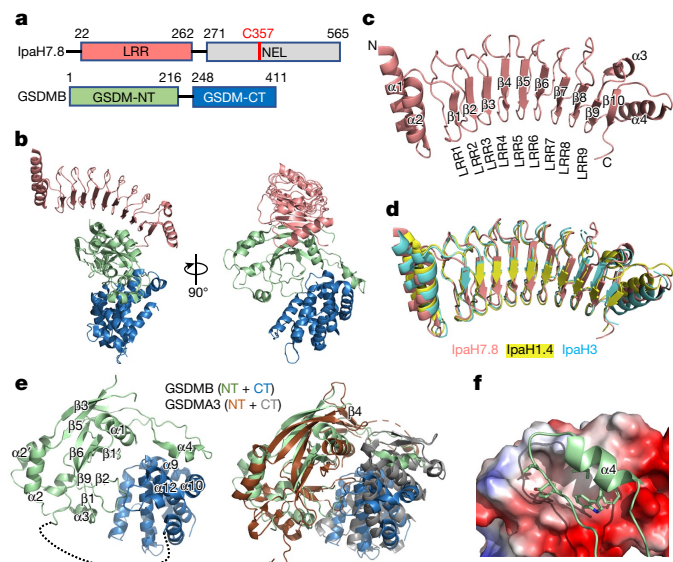 a
22 262 271 C357 565
IpaH7.8 LRR NEL
1 216 248 411
GSDMB GSDM-NT GSDM-CT
b
90°
c
N
α1
α2
β1
β2
β3
β4
β5
β6
β7
β8
β9
β10
α3
α4
C
LRR1
LRR2
LRR3
LRR4
LRR5
LRR6
LRR7
LRR8
LRR9
d
IpaH7.8 IpaH1.4 IpaH3
e
GSDMB (NT + CT)
GSDMA3 (NT + CT)
β3
β5
α1
α2′
β6
β1′
α4
α9
β9
β2
α2
β1
α12
α10
α3
β4
f
α4